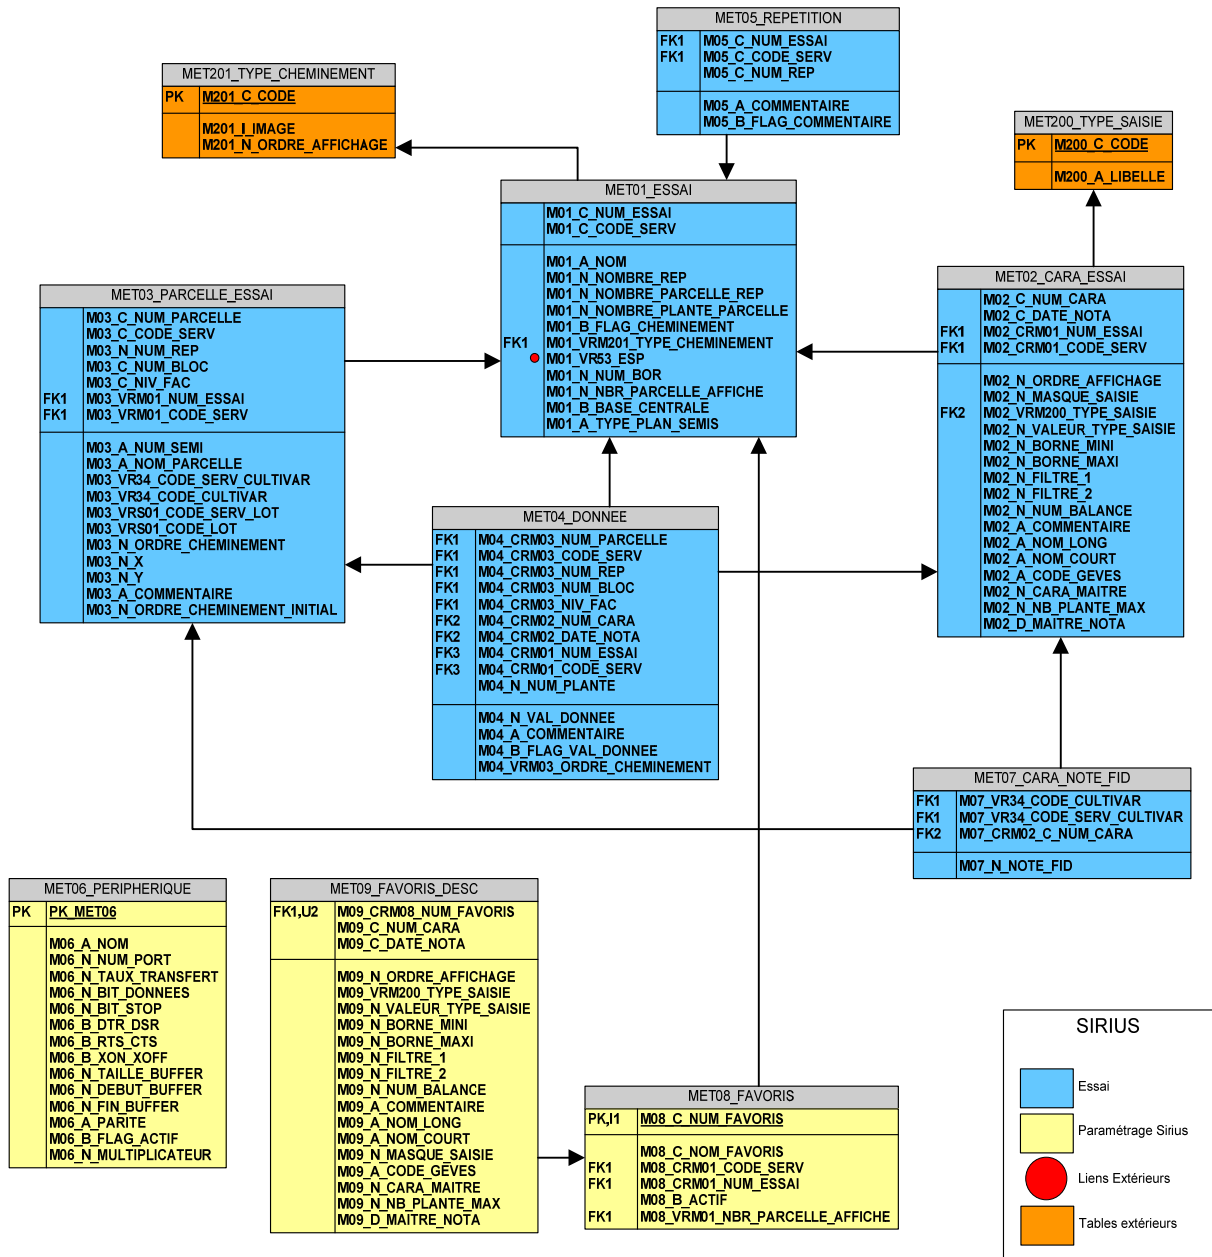 MET05_REPETITION
FK1 M05_C_NUM_ESSAI
FK1 M05_C_CODE_SERV
M05_C_NUM_REP
M05_A_COMMENTAIRE
M05_B_FLAG_COMMENTAIRE
MET201_TYPE_CHEMINEMENT
PK M201_C_CODE
M201_I_IMAGE
M201_N_ORDRE_AFFICHAGE
MET200_TYPE_SAISIE
PK M200_C_CODE
M200_A_LIBELLE
MET01_ESSAI
M01_C_NUM_ESSAI
M01_C_CODE_SERV
M01_A_NOM
M01_N_NOMBRE_REP
M01_N_NOMBRE_PARCELLE_REP
M01_N_NOMBRE_PLANTE_PARCELLE
M01_B_FLAG_CHEMINEMENT
FK1 M01_VRM201_TYPE_CHEMINEMENT
M01_VR53_ESP
M01_N_NUM_BOR
M01_N_NBR_PARCELLE_AFFICHE
M01_B_BASE_CENTRALE
M01_A_TYPE_PLAN_SEMIS
MET03_PARCELLE_ESSAI
M03_C_NUM_PARCELLE
M03_C_CODE_SERV
M03_N_NUM_REP
M03_C_NUM_BLOC
M03_C_NIV_FAC
FK1 M03_VRM01_NUM_ESSAI
FK1 M03_VRM01_CODE_SERV
M03_A_NUM_SEMI
M03_A_NOM_PARCELLE
M03_VR34_CODE_SERV_CULTIVAR
M03_VR34_CODE_CULTIVAR
M03_VRS01_CODE_SERV_LOT
M03_VRS01_CODE_LOT
M03_N_ORDRE_CHEMINEMENT
M03_N_X
M03_N_Y
M03_A_COMMENTAIRE
M03_N_ORDRE_CHEMINEMENT_INITIAL
MET02_CARA_ESSAI
M02_C_NUM_CARA
M02_C_DATE_NOTA
FK1 M02_CRM01_NUM_ESSAI
FK1 M02_CRM01_CODE_SERV
M02_N_ORDRE_AFFICHAGE
M02_N_MASQUE_SAISIE
FK2 M02_VRM200_TYPE_SAISIE
M02_N_VALEUR_TYPE_SAISIE
M02_N_BORNE_MINI
M02_N_BORNE_MAXI
M02_N_FILTRE_1
M02_N_FILTRE_2
M02_N_NUM_BALANCE
M02_A_COMMENTAIRE
M02_A_NOM_LONG
M02_A_NOM_COURT
M02_A_CODE_GEVES
M02_N_CARA_MAITRE
M02_N_NB_PLANTE_MAX
M02_D_MAITRE_NOTA
MET04_DONNEE
FK1 M04_CRM03_NUM_PARCELLE
FK1 M04_CRM03_CODE_SERV
FK1 M04_CRM03_NUM_REP
FK1 M04_CRM03_NUM_BLOC
FK1 M04_CRM03_NIV_FAC
FK2 M04_CRM02_NUM_CARA
FK2 M04_CRM02_DATE_NOTA
FK3 M04_CRM01_NUM_ESSAI
FK3 M04_CRM01_CODE_SERV
M04_N_NUM_PLANTE
M04_N_VAL_DONNEE
M04_A_COMMENTAIRE
M04_B_FLAG_VAL_DONNEE
M04_VRM03_ORDRE_CHEMINEMENT
MET07_CARA_NOTE_FID
FK1 M07_VR34_CODE_CULTIVAR
FK1 M07_VR34_CODE_SERV_CULTIVAR
FK2 M07_CRM02_C_NUM_CARA
M07_N_NOTE_FID
MET06_PERIPHERIQUE
PK PK_MET06
M06_A_NOM
M06_N_NUM_PORT
M06_N_TAUX_TRANSFERT
M06_N_BIT_DONNEES
M06_N_BIT_STOP
M06_B_DTR_DSR
M06_B_RTS_CTS
M06_B_XON_XOFF
M06_N_TAILLE_BUFFER
M06_N_DEBUT_BUFFER
M06_N_FIN_BUFFER
M06_A_PARITE
M06_B_FLAG_ACTIF
M06_N_MULTIPLICATEUR
MET09_FAVORIS_DESC
FK1,U2 M09_CRM08_NUM_FAVORIS
M09_C_NUM_CARA
M09_C_DATE_NOTA
M09_N_ORDRE_AFFICHAGE
M09_VRM200_TYPE_SAISIE
M09_N_VALEUR_TYPE_SAISIE
M09_N_BORNE_MINI
M09_N_BORNE_MAXI
M09_N_FILTRE_1
M09_N_FILTRE_2
M09_N_NUM_BALANCE
M09_A_COMMENTAIRE
M09_A_NOM_LONG
M09_A_NOM_COURT
M09_N_MASQUE_SAISIE
M09_A_CODE_GEVES
M09_N_CARA_MAITRE
M09_N_NB_PLANTE_MAX
M09_D_MAITRE_NOTA
MET08_FAVORIS
PK,I1 M08_C_NUM_FAVORIS
M08_C_NOM_FAVORIS
FK1 M08_CRM01_CODE_SERV
FK1 M08_CRM01_NUM_ESSAI
M08_B_ACTIF
FK1 M08_VRM01_NBR_PARCELLE_AFFICHE
SIRIUS
Essai
Paramétrage Sirius
Liens Extérieurs
Tables extérieurs